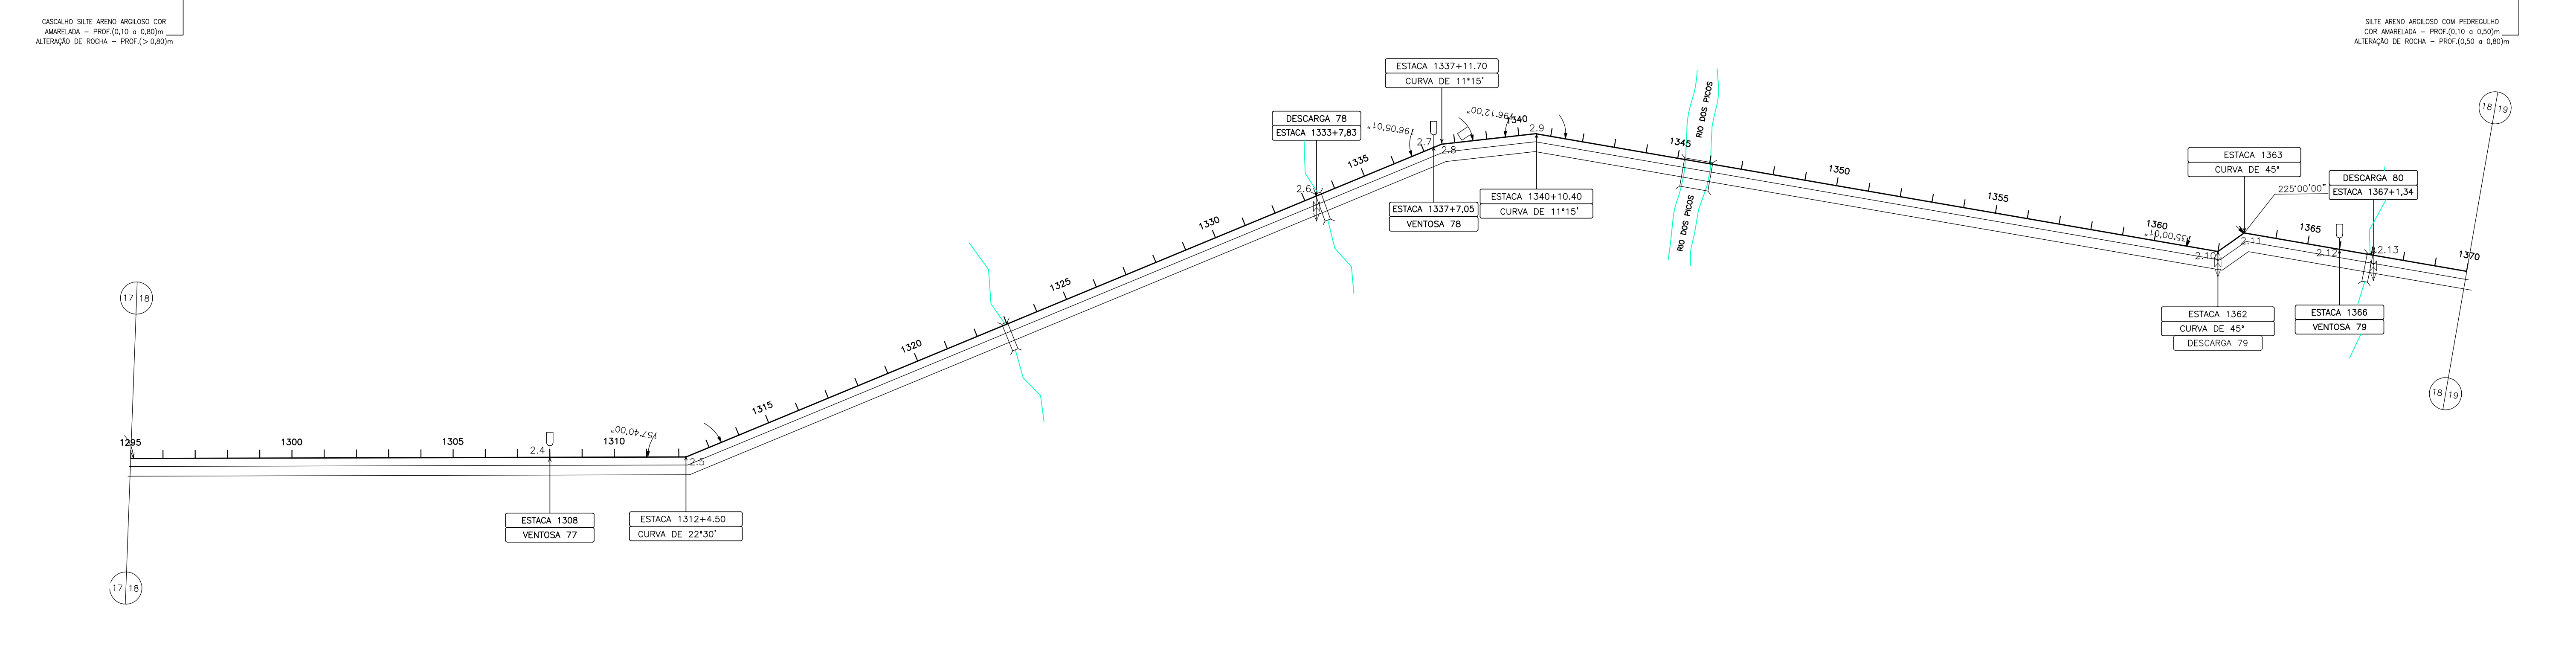 CASCALHO SILTE ARENO ARGILOSO COR
AMARELADA - PROF.(0,10 a 0,80)m
ALTERAÇÃO DE ROCHA - PROF.(> 0,80)m
SILTE ARENO ARGILOSO COM PEDREGULHO
COR AMARELADA - PROF.(0,10 a 0,50)m
ALTERAÇÃO DE ROCHA - PROF.(0,50 a 0,80)m
17 18
17 18
1295
1300
1305
2.4
1310
157°40'00"
2.5
ESTACA 1308
VENTOSA 77
ESTACA 1312+4.50
CURVA DE 22°30'
1315
1320
1325
1330
DESCARGA 78
ESTACA 1333+7,83
2.6
1335
196°05'01"
2.7
2.8
ESTACA 1337+11.70
CURVA DE 11°15'
196°12'00"
1340
2.9
ESTACA 1337+7,05
VENTOSA 78
ESTACA 1340+10.40
CURVA DE 11°15'
RIO DOS PICOS
1345
RIO DOS PICOS
1350
1355
1360
135°00'01"
2.10
2.11
ESTACA 1363
CURVA DE 45°
225°00'00"
DESCARGA 80
ESTACA 1367+1,34
1365
2.12
2.13
1370
ESTACA 1362
CURVA DE 45°
DESCARGA 79
ESTACA 1366
VENTOSA 79
18 19
18 19